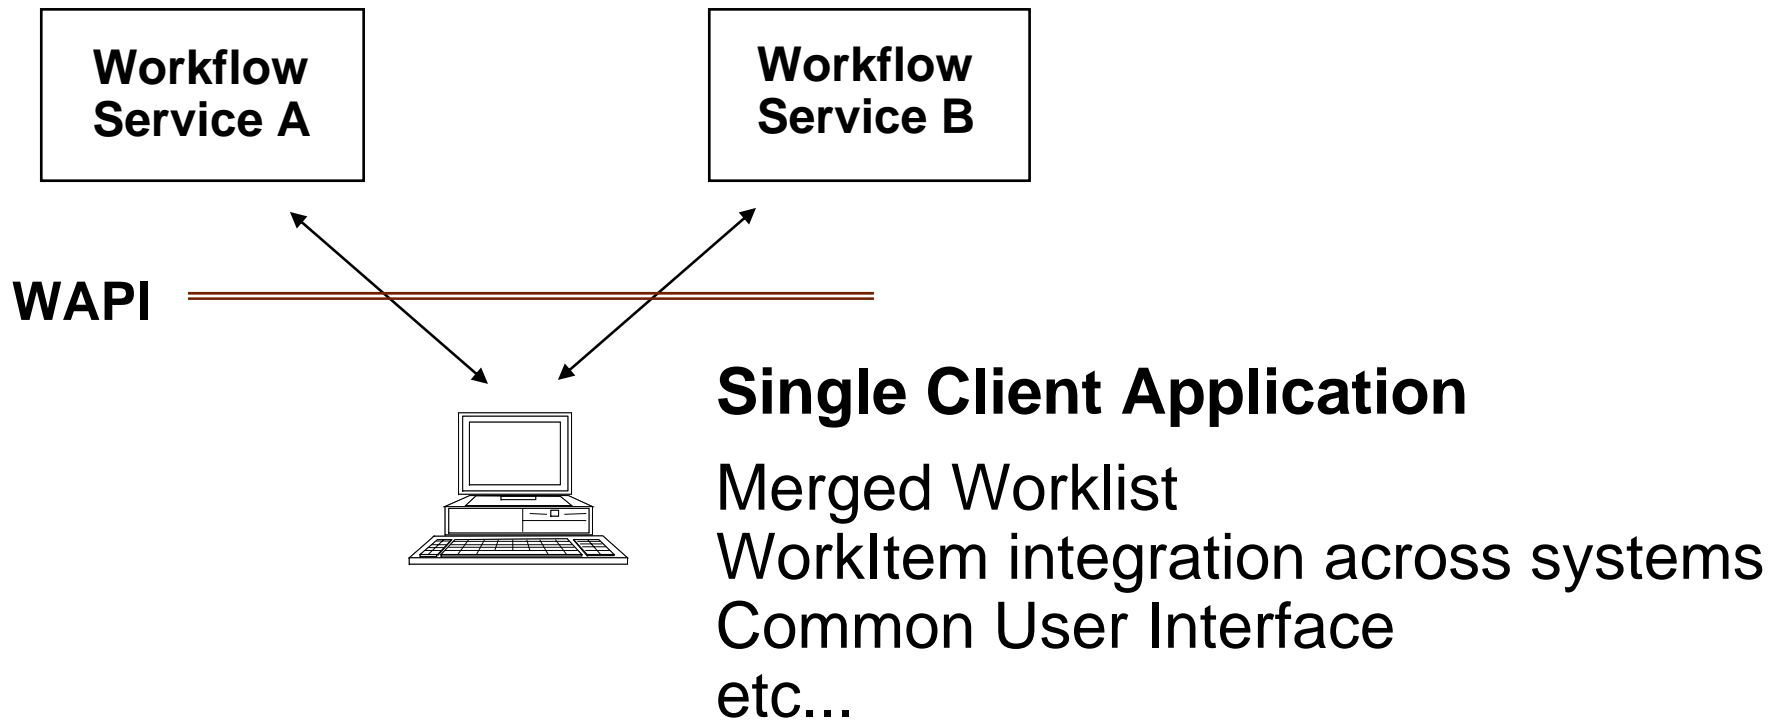 Workflow
Service A
Workflow
Service B
WAPI
Single Client Application
Merged Worklist
WorkItem integration across systems
Common User Interface
etc...